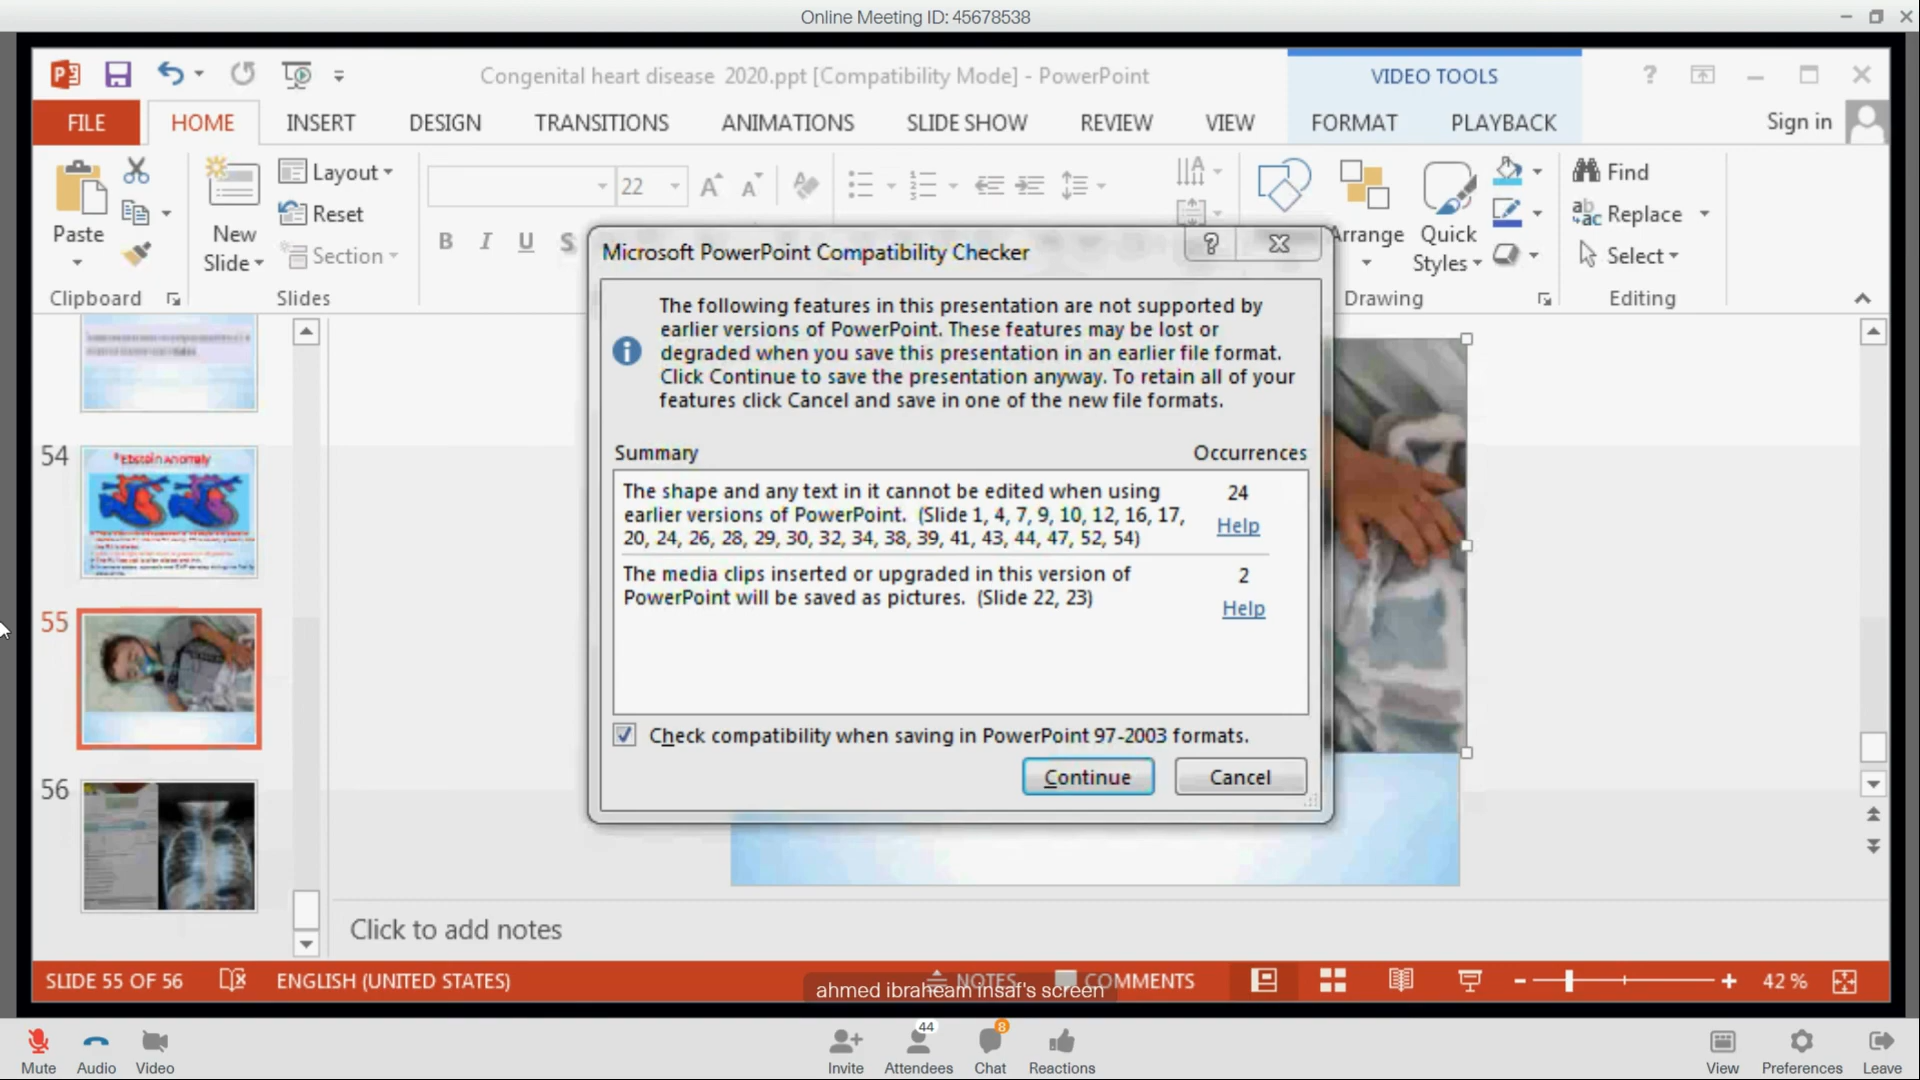 Online Meeting ID: 45678538
Congenital heart disease 2020.ppt [Compatibility Mode] - PowerPoint
VIDEO TOOLS
FILE
HOME
INSERT
DESIGN
TRANSITIONS
ANIMATIONS
SLIDE SHOW
REVIEW
VIEW
FORMAT
PLAYBACK
Sign in
Paste
Clipboard
New
Slide
Layout
Reset
Section
Slides
22
B I U S
Arrange
Quick
Styles
Drawing
Find
Replace
Select
Editing
Microsoft PowerPoint Compatibility Checker
The following features in this presentation are not supported by
earlier versions of PowerPoint. These features may be lost or
degraded when you save this presentation in an earlier file format.
Click Continue to save the presentation anyway. To retain all of your
features click Cancel and save in one of the new file formats.
Summary
Occurrences
The shape and any text in it cannot be edited when using
earlier versions of PowerPoint. (Slide 1, 4, 7, 9, 10, 12, 16, 17,
20, 24, 26, 28, 29, 30, 32, 34, 38, 39, 41, 43, 44, 47, 52, 54)
24
Help
The media clips inserted or upgraded in this version of
PowerPoint will be saved as pictures. (Slide 22, 23)
2
Help
Check compatibility when saving in PowerPoint 97-2003 formats.
Continue
Cancel
54
Ebstein Anomaly
55
56
Click to add notes
SLIDE 55 OF 56
ENGLISH (UNITED STATES)
NOTES
COMMENTS
42 %
ahmed ibraheam insaf's screen
Mute
Audio
Video
Invite
44
Attendees
8
Chat
Reactions
View
Preferences
Leave